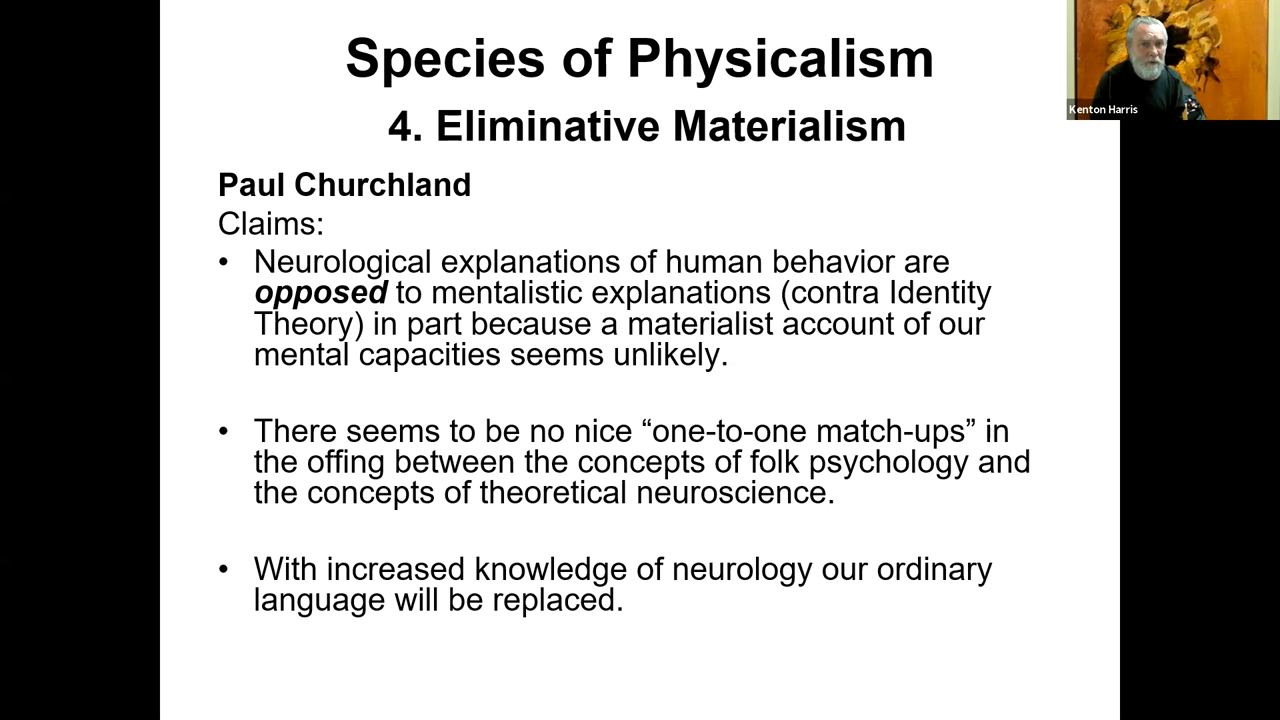 Species of Physicalism
4. Eliminative Materialism
Kenton Harris
Paul Churchland
Claims:
• Neurological explanations of human behavior are
opposed to mentalistic explanations (contra Identity
Theory) in part because a materialist account of our
mental capacities seems unlikely.
• There seems to be no nice “one-to-one match-ups” in
the offing between the concepts of folk psychology and
the concepts of theoretical neuroscience.
• With increased knowledge of neurology our ordinary
language will be replaced.